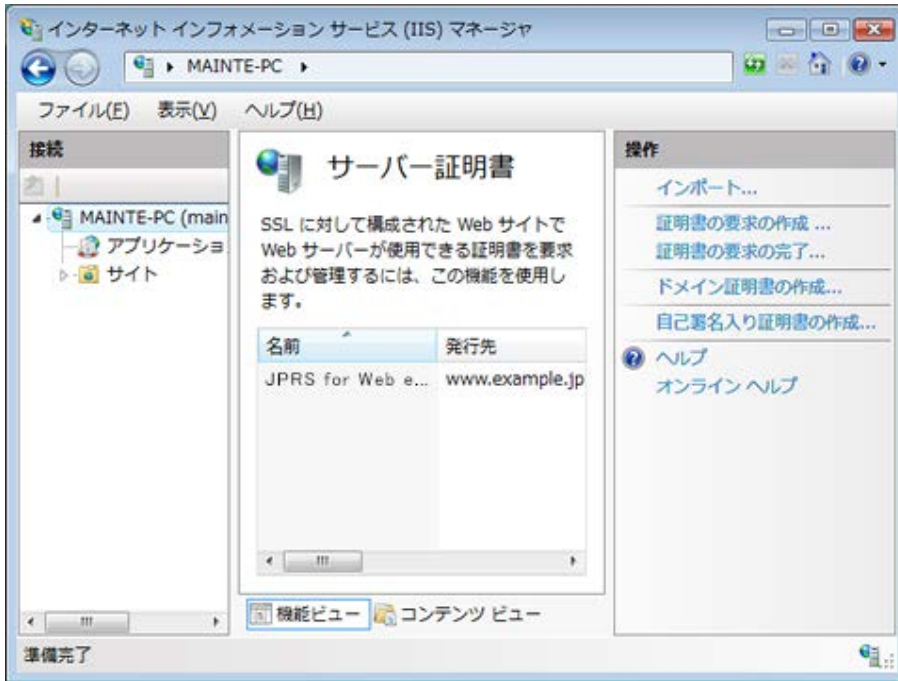 インターネット インフォメーション サービス (IIS) マネージャ
MAINTE-PC
ファイル(F) 表示(V) ヘルプ(H)
接続
MAINTE-PC (main
アプリケーショ
サイト
サーバー証明書
SSL に対して構成された Web サイトで
Web サーバーが使用できる証明書を要求
および管理するには、この機能を使用し
ます。
名前 発行先
JPRS for Web e... www.example.jp
機能ビュー コンテンツ ビュー
操作
インポート...
証明書の要求の作成 ...
証明書の要求の完了...
ドメイン証明書の作成...
自己署名入り証明書の作成...
ヘルプ
オンライン ヘルプ
準備完了